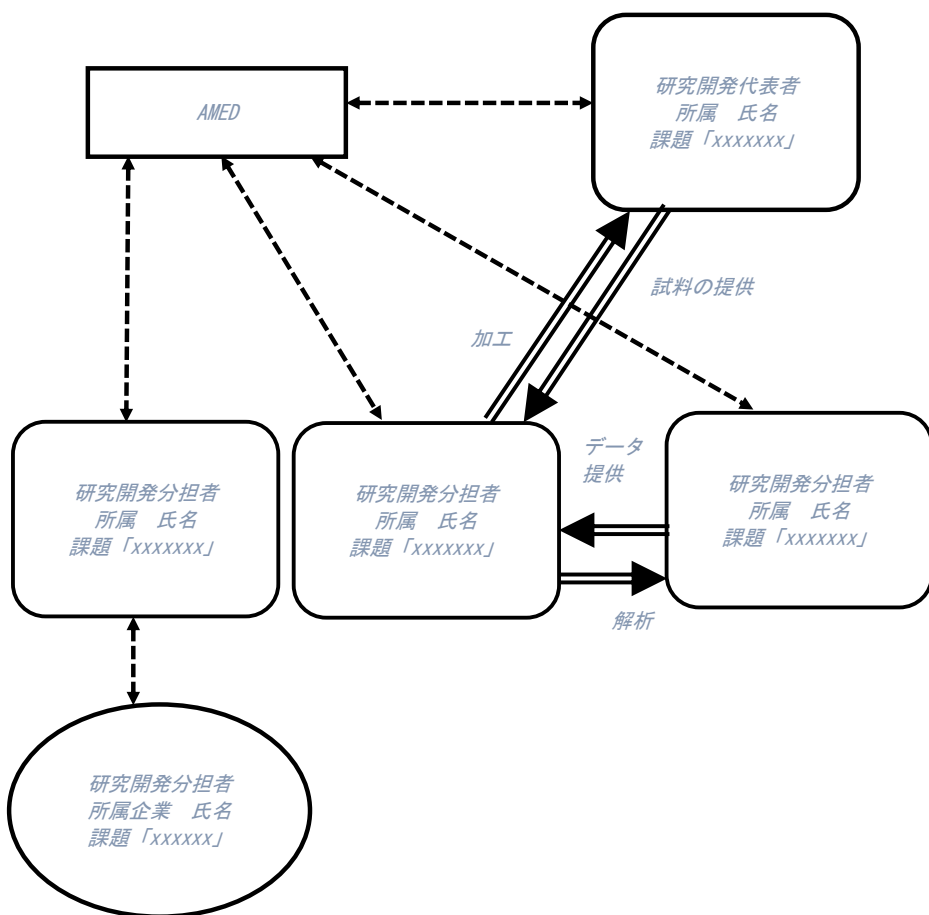 AMED
研究開発代表者
所属　氏名
課題「xxxxxxx」
試料の提供
加工
データ
提供
研究開発分担者
所属　氏名
課題「xxxxxxx」
研究開発分担者
所属　氏名
課題「xxxxxxx」
研究開発分担者
所属　氏名
課題「xxxxxxx」
解析
研究開発分担者
所属企業　氏名
課題「xxxxxx」